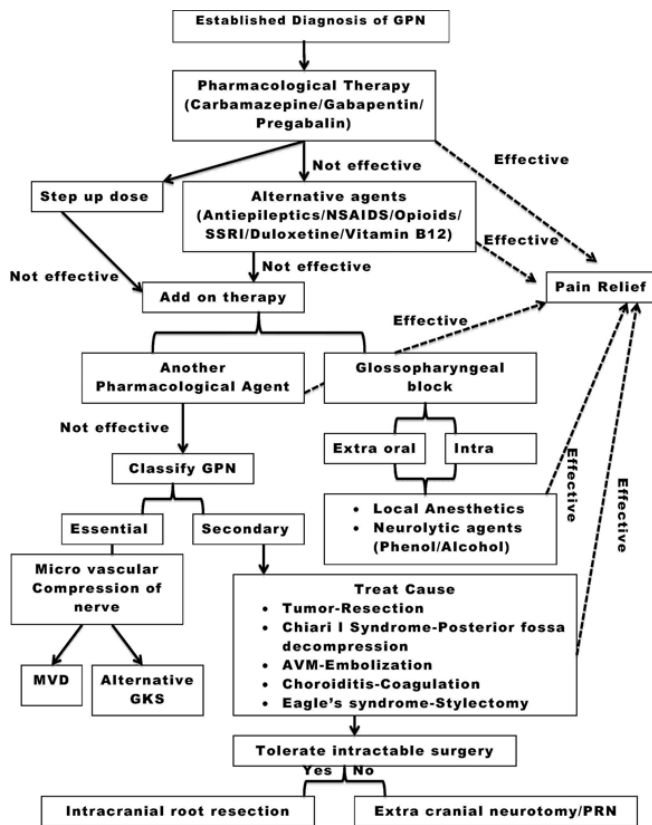 Established Diagnosis of GPN
Pharmacological Therapy
(Carbamazepine/Gabapentin/
Pregabalin)
Effective
Not effective
Step up dose
Alternative agents
(Antiepileptics/NSAIDS/Opioids/
SSRI/Duloxetine/Vitamin B12)
Effective
Not effective
Not effective
Add on therapy
Pain Relief
Effective
Another
Pharmacological Agent
Glossopharyngeal
block
Not effective
Extra oral
Intra
Classify GPN
Effective
Effective
• Local Anesthetics
• Neurolytic agents
(Phenol/Alcohol)
Essential
Secondary
Micro vascular
Compression of
nerve
Treat Cause
• Tumor-Resection
• Chiari I Syndrome-Posterior fossa
decompression
• AVM-Embolization
• Choroiditis-Coagulation
• Eagle's syndrome-Stylectomy
MVD
Alternative
GKS
Tolerate intractable surgery
Yes No
Intracranial root resection
Extra cranial neurotomy/PRN